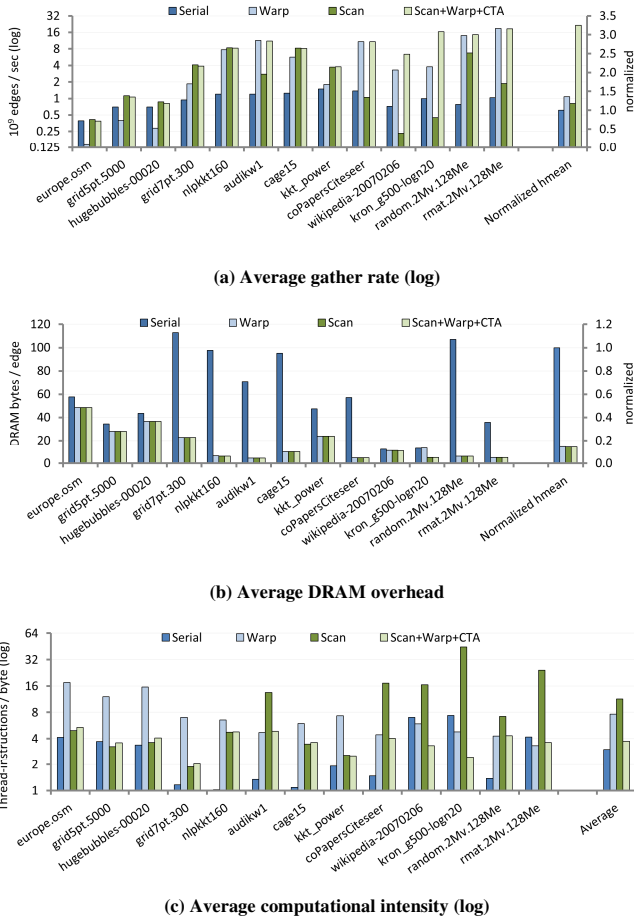 Serial Warp Scan Scan+Warp+CTA
10⁹ edges / sec (log)
32
16
8
4
2
1
0.5
0.25
0.125
3.5
3.0
2.5
2.0
1.5
1.0
0.5
0.0
normalized
europe.osm
grid5pt.5000
hugebubbles-00020
grid7pt.300
nlpkkt160
audikw1
cage15
kkt_power
coPapersCiteseer
wikipedia-20070206
kron_g500-logn20
random.2Mv.128Me
rmat.2Mv.128Me
Normalized hmean
(a) Average gather rate (log)
Serial Warp Scan Scan+Warp+CTA
DRAM bytes / edge
120
100
80
60
40
20
0
1.2
1.0
0.8
0.6
0.4
0.2
0.0
normalized
europe.osm
grid5pt.5000
hugebubbles-00020
grid7pt.300
nlpkkt160
audikw1
cage15
kkt_power
coPapersCiteseer
wikipedia-20070206
kron_g500-logn20
random.2Mv.128Me
rmat.2Mv.128Me
Normalized hmean
(b) Average DRAM overhead
Serial Warp Scan Scan+Warp+CTA
Thread-instructions / byte (log)
64
32
16
8
4
2
1
europe.osm
grid5pt.5000
hugebubbles-00020
grid7pt.300
nlpkkt160
audikw1
cage15
kkt_power
coPapersCiteseer
wikipedia-20070206
kron_g500-logn20
random.2Mv.128Me
rmat.2Mv.128Me
Average
(c) Average computational intensity (log)